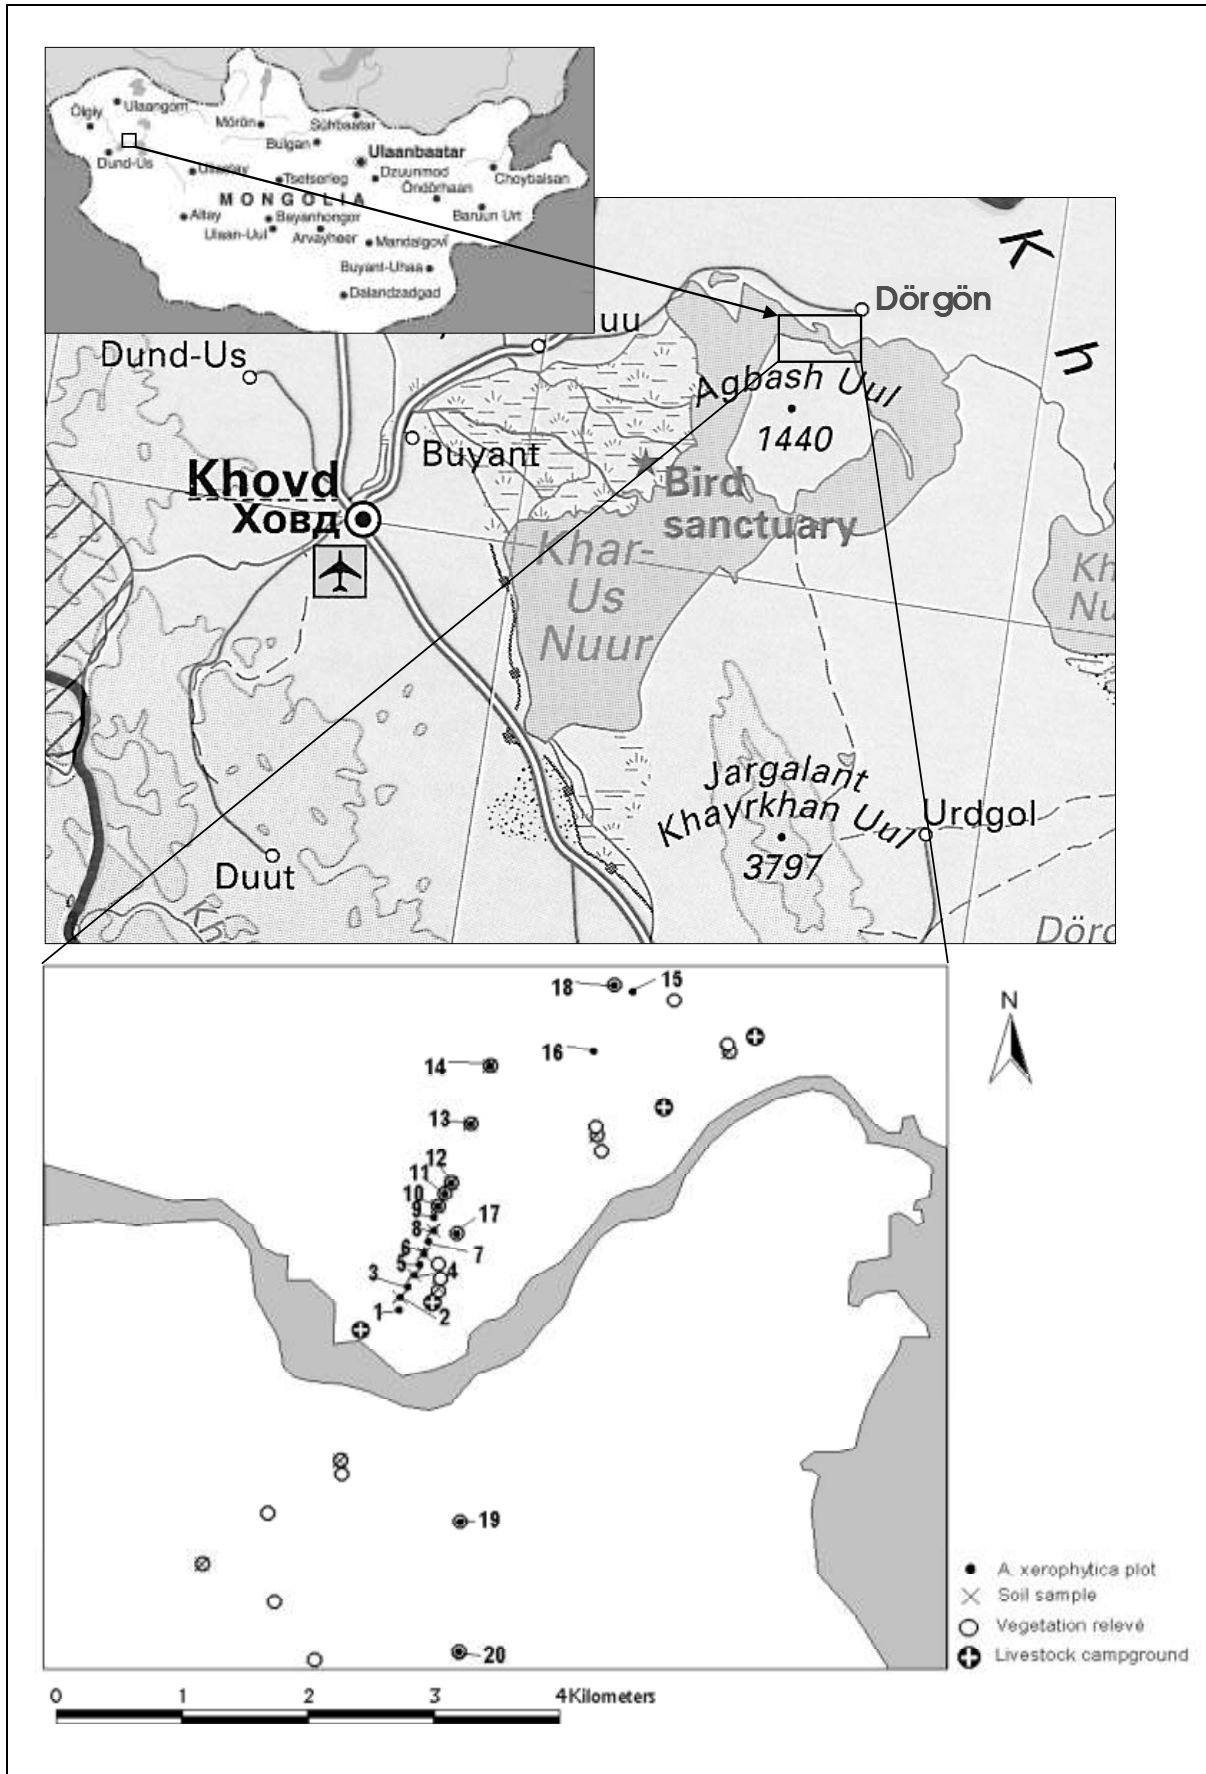 Ölgiy
Ulaangom
Mörön
Sühbaatar
Bulgan
Ulaanbaatar
Dund-Us
Uliastay
Tsetserleg
Dzuunmod
Choybalsan
Öndörhaan
MONGOLIA
Altay
Bayanhongor
Baruun Urt
Ulaan-Uul
Arvayheer
Mandalgovi
Buyant-Uhaa
Dalandzadgad
K
h
Dörgön
uu
Dund-Us
Agbash Uul
1440
Buyant
Khovd
Ховд
Bird
sanctuary
Khar-
Us
Nuur
Kh
Nu
Jargalant
Khayrkhan Uul
3797
Urdgol
Duut
Kh
Dörg
18
15
N
16
14
13
12
11
10
9
17
8
6
7
5
4
3
1
2
19
20
A. xerophytica plot
Soil sample
Vegetation relevé
Livestock campground
0 1 2 3 4 Kilometers